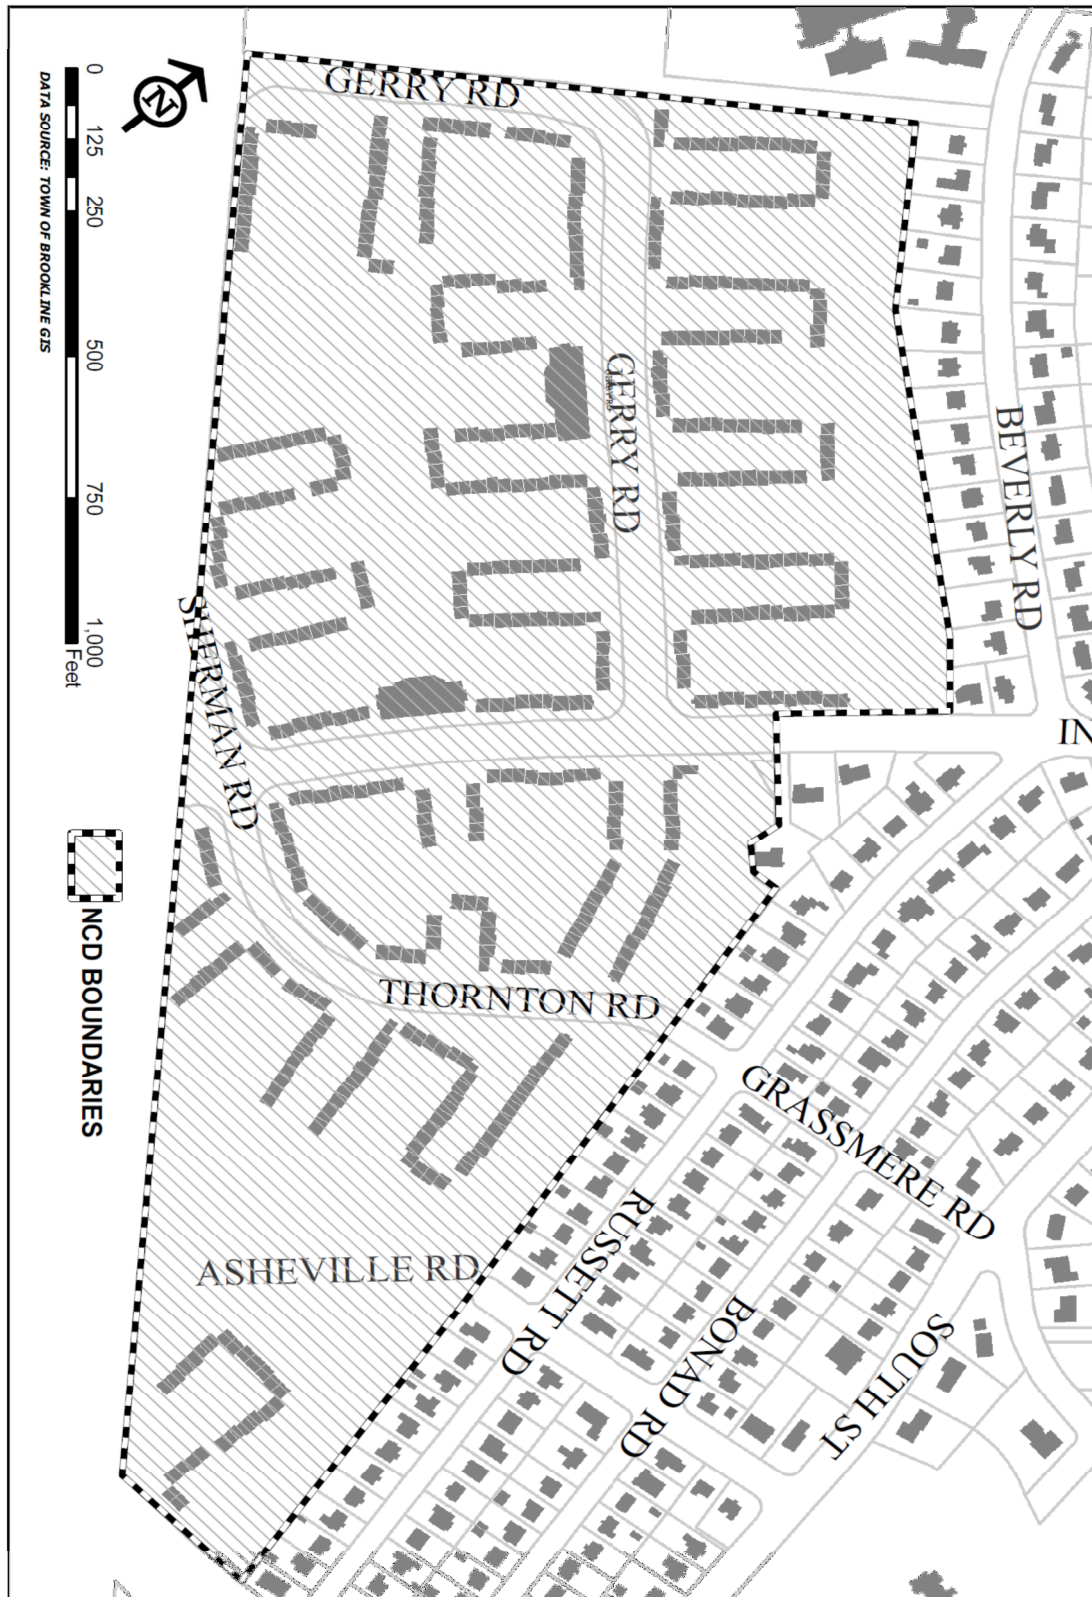 GERRY RD
N
0
125
250
500
750
1,000
Feet
DATA SOURCE: TOWN OF BROOKLINE GIS
GERRY RD
BEVERLY RD
SHERMAN RD
IN
NCD BOUNDARIES
THORNTON RD
GRASSMERE RD
RUSSETT RD
ASHEVILLE RD
BONAD RD
SOUTH ST